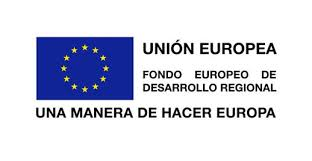 UNIÓN EUROPEA
FONDO EUROPEO DE
DESARROLLO REGIONAL
UNA MANERA DE HACER EUROPA